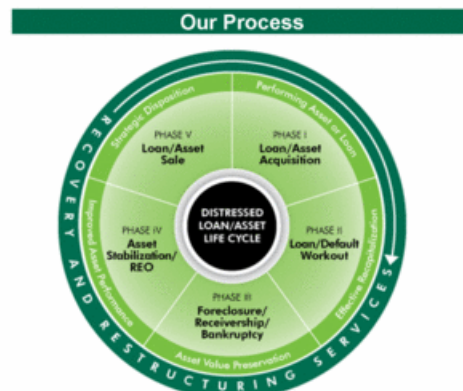 Our Process
RECOVERY AND RESTRUCTURING SERVICES
Performing Asset or Loan
PHASE I
Loan/Asset
Acquisition
Effective Recapitalization
PHASE II
Loan/Default
Workout
Asset Value Preservation
PHASE III
Foreclosure/
Receivership/
Bankruptcy
Improved Asset Performance
PHASE IV
Asset
Stabilization/
REO
Strategic Disposition
PHASE V
Loan/Asset
Sale
DISTRESSED
LOAN/ASSET
LIFE CYCLE